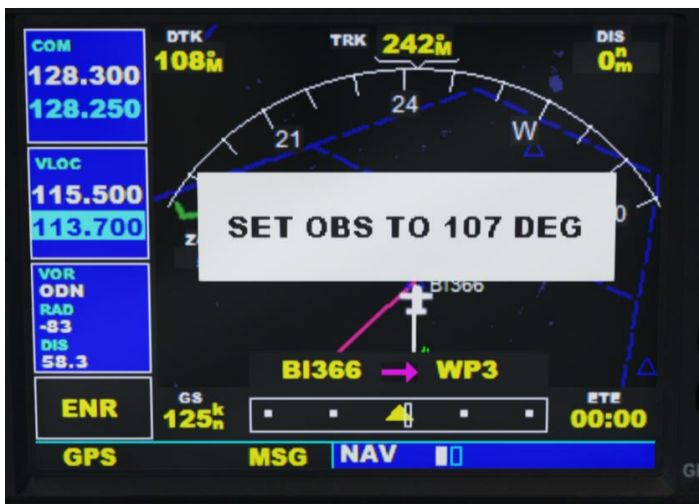 COM
128.300
128.250
VLOC
115.500
113.700
VOR
ODN
RAD
-83
DIS
58.3
ENR
GPS
DTK
108°M
TRK 242°M
DIS
0nm
21
24
W
SET OBS TO 107 DEG
BI366
BI366 → WP3
GS
125kn
ETE
00:00
MSG
NAV